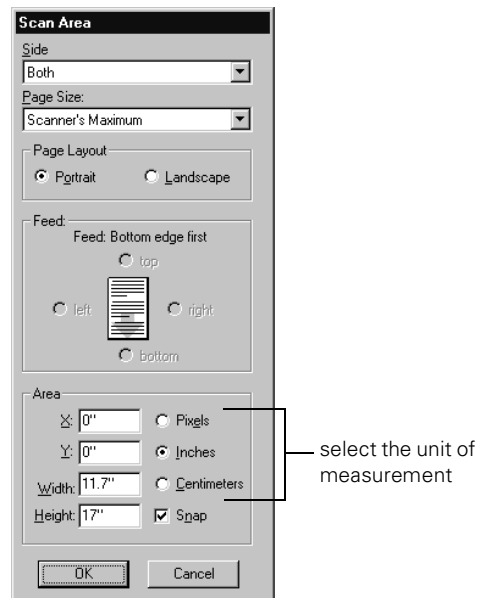 Scan Area
Side
Both
Page Size:
Scanner's Maximum
Page Layout
Portrait Landscape
Feed:
Feed: Bottom edge first
top
left right
bottom
Area
X: 0" Pixels
Y: 0" Inches
Width: 11.7" Centimeters
Height: 17" Snap
select the unit of
measurement
OK Cancel